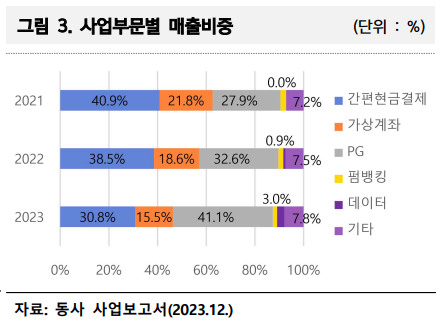 그림 3. 사업부문별 매출비중 (단위 : %)
0.0%
2021 40.9% 21.8% 27.9% 7.2%
0.9%
2022 38.5% 18.6% 32.6% 7.5%
3.0%
2023 30.8% 15.5% 41.1% 7.8%
0% 20% 40% 60% 80% 100%
간편현금결제
가상계좌
PG
펌뱅킹
데이터
기타
자료: 동사 사업보고서(2023.12.)